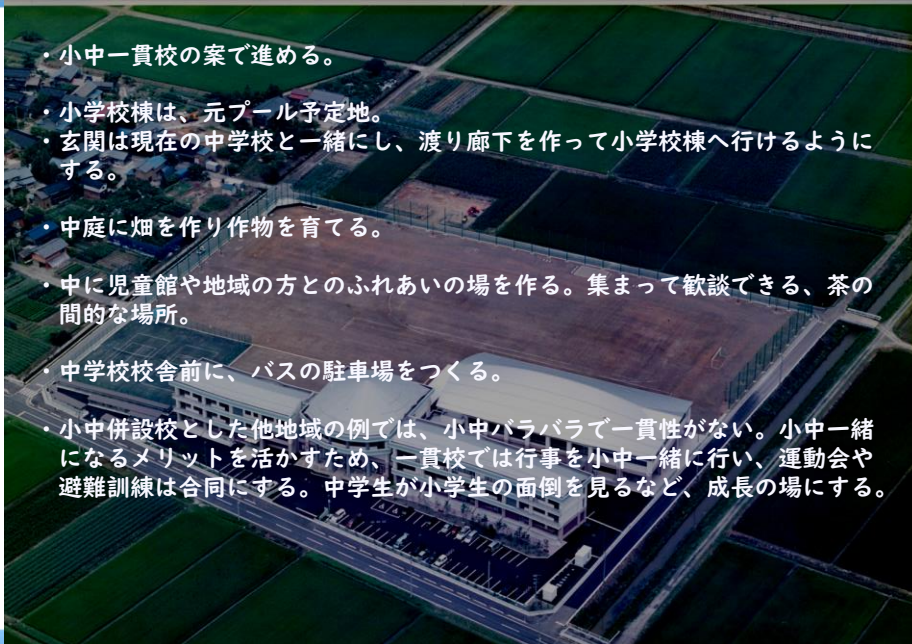 ・小中一貫校の案で進める。
・小学校棟は、元プール予定地。
・玄関は現在の中学校と一緒にし、渡り廊下を作って小学校棟へ行けるように
する。
・中庭に畑を作り作物を育てる。
・中に児童館や地域の方とのふれあいの場を作る。集まって歓談できる、茶の
間的な場所。
・中学校校舎前に、バスの駐車場をつくる。
・小中併設校とした他地域の例では、小中バラバラで一貫性がない。小中一緒
になるメリットを活かすため、一貫校では行事を小中一緒に行い、運動会や
避難訓練は合同にする。中学生が小学生の面倒を見るなど、成長の場にする。